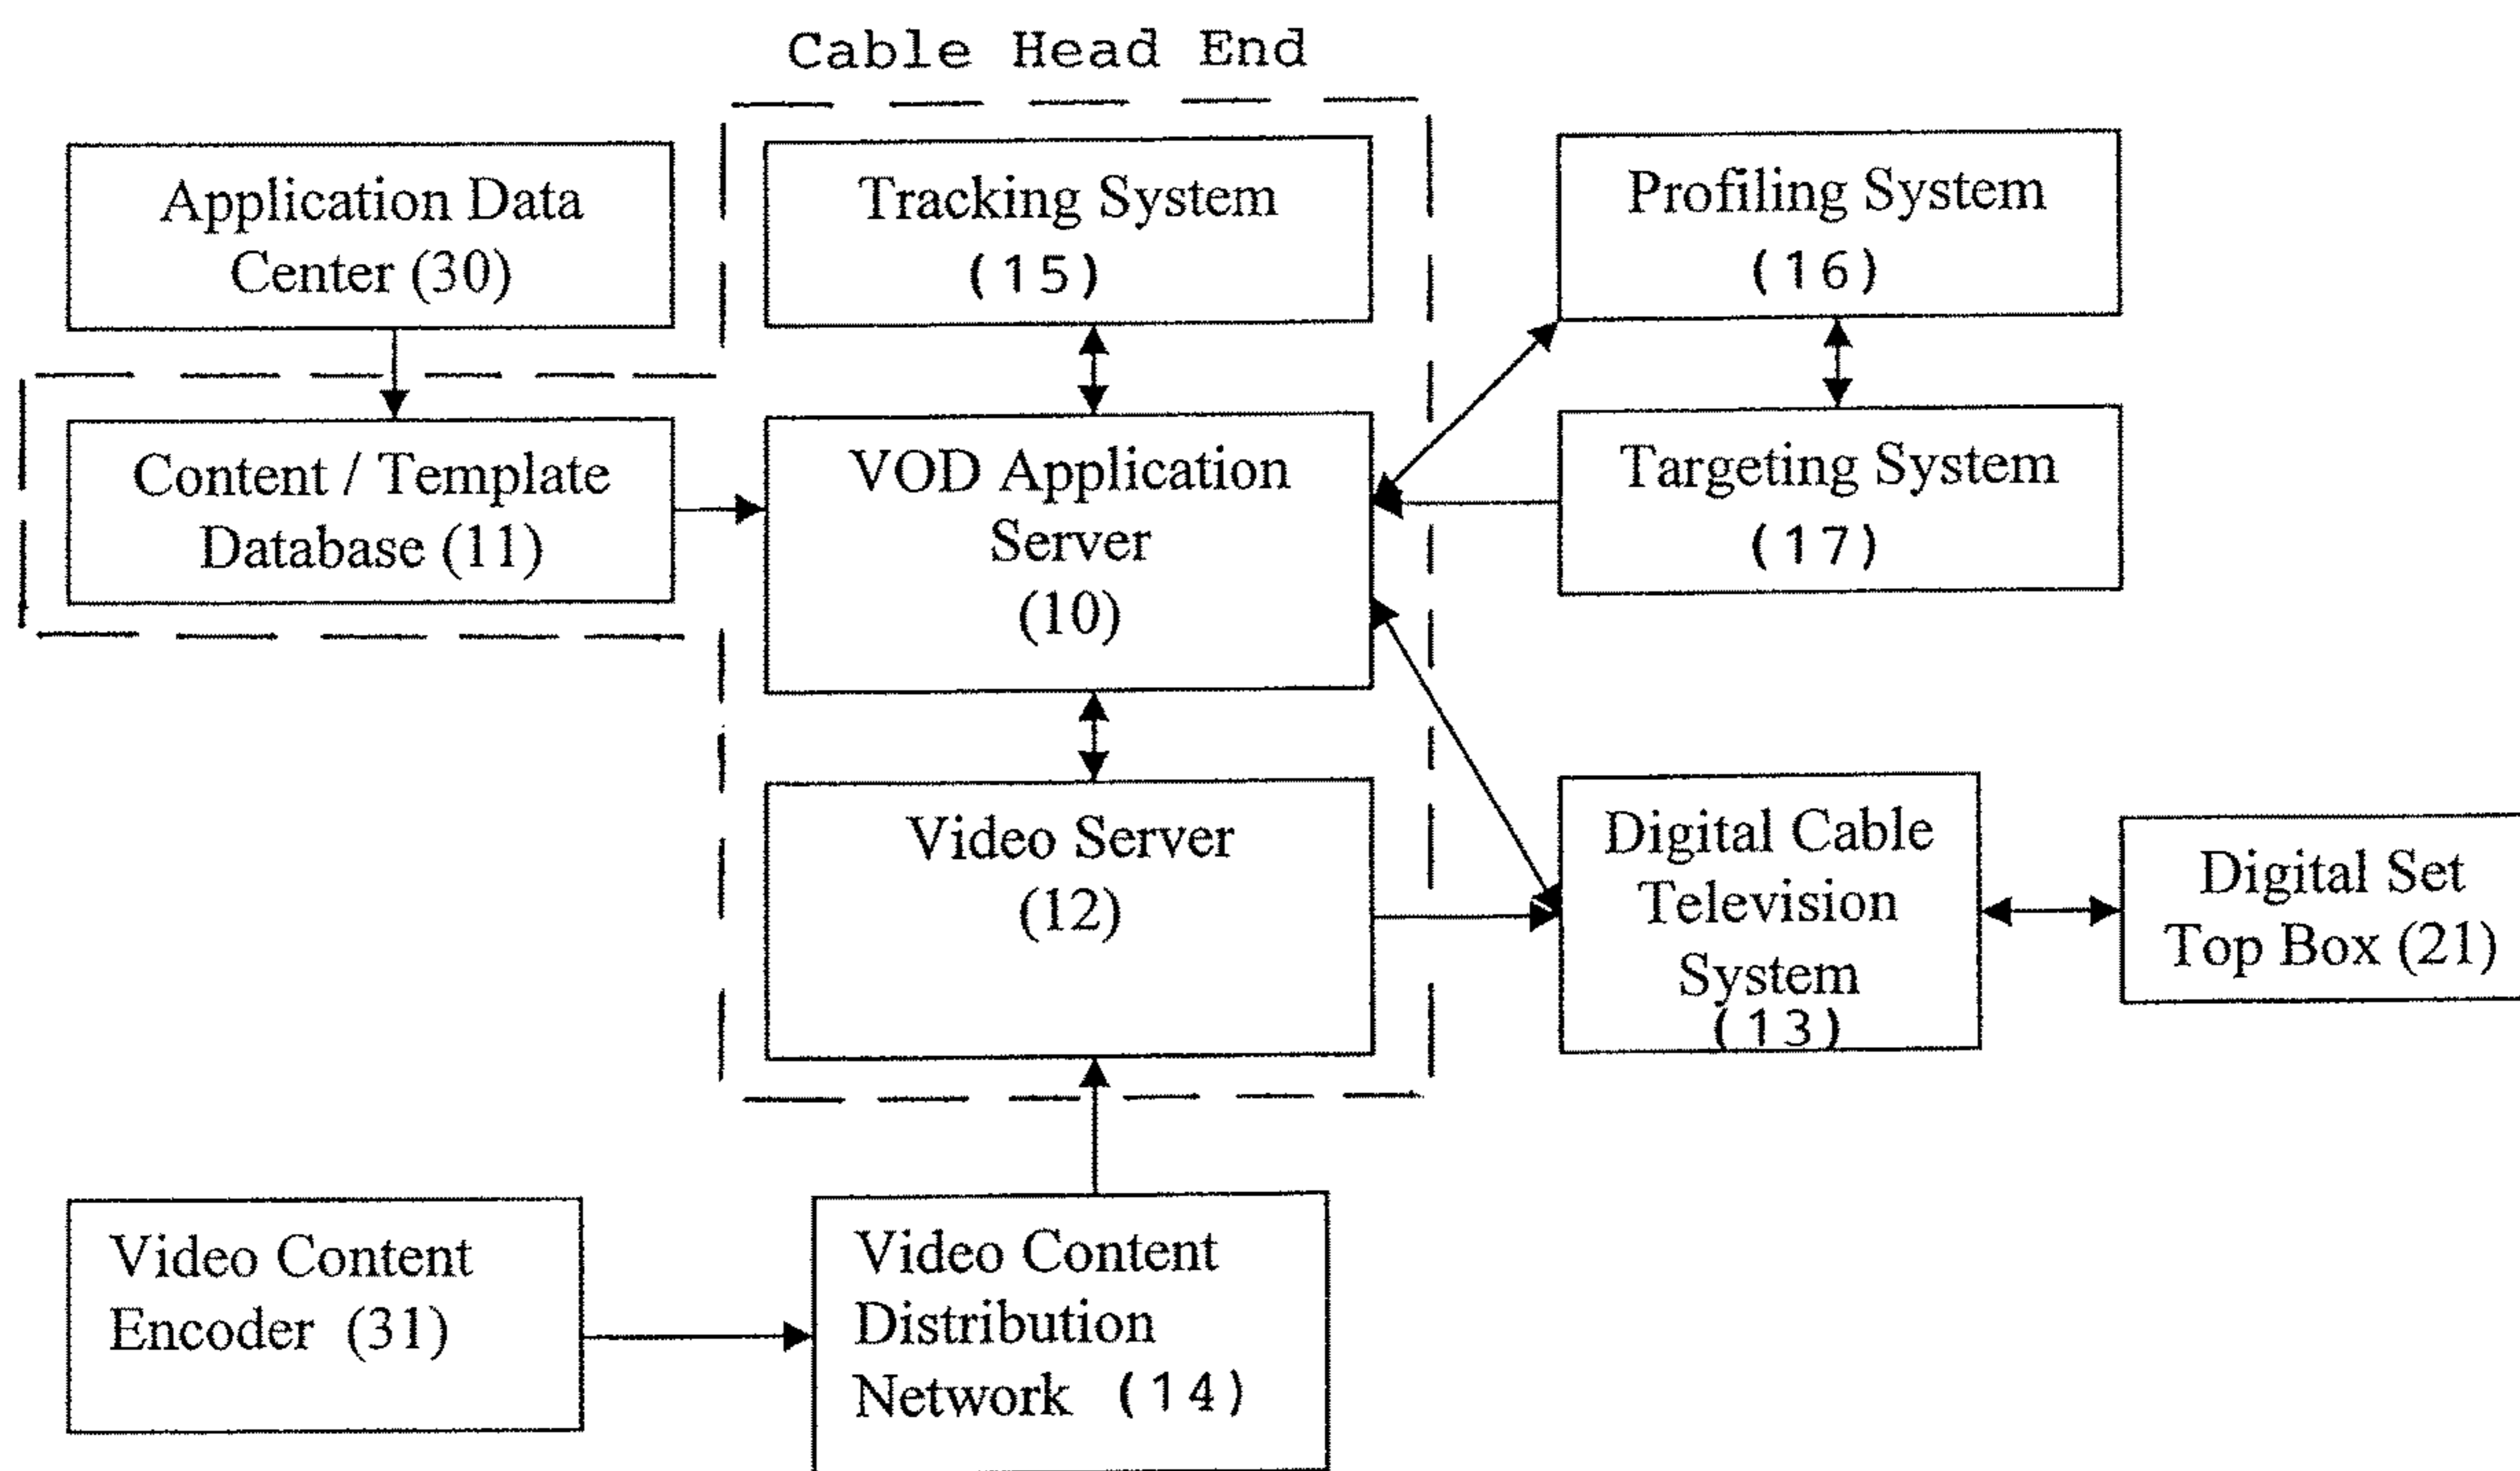 Cable Head End
Application Data
Center (30)
Tracking System
(15)
Profiling System
(16)
Content / Template
Database (11)
VOD Application
Server
(10)
Targeting System
(17)
Video Server
(12)
Digital Cable
Television
System
(13)
Digital Set
Top Box (21)
Video Content
Encoder (31)
Video Content
Distribution
Network (14)